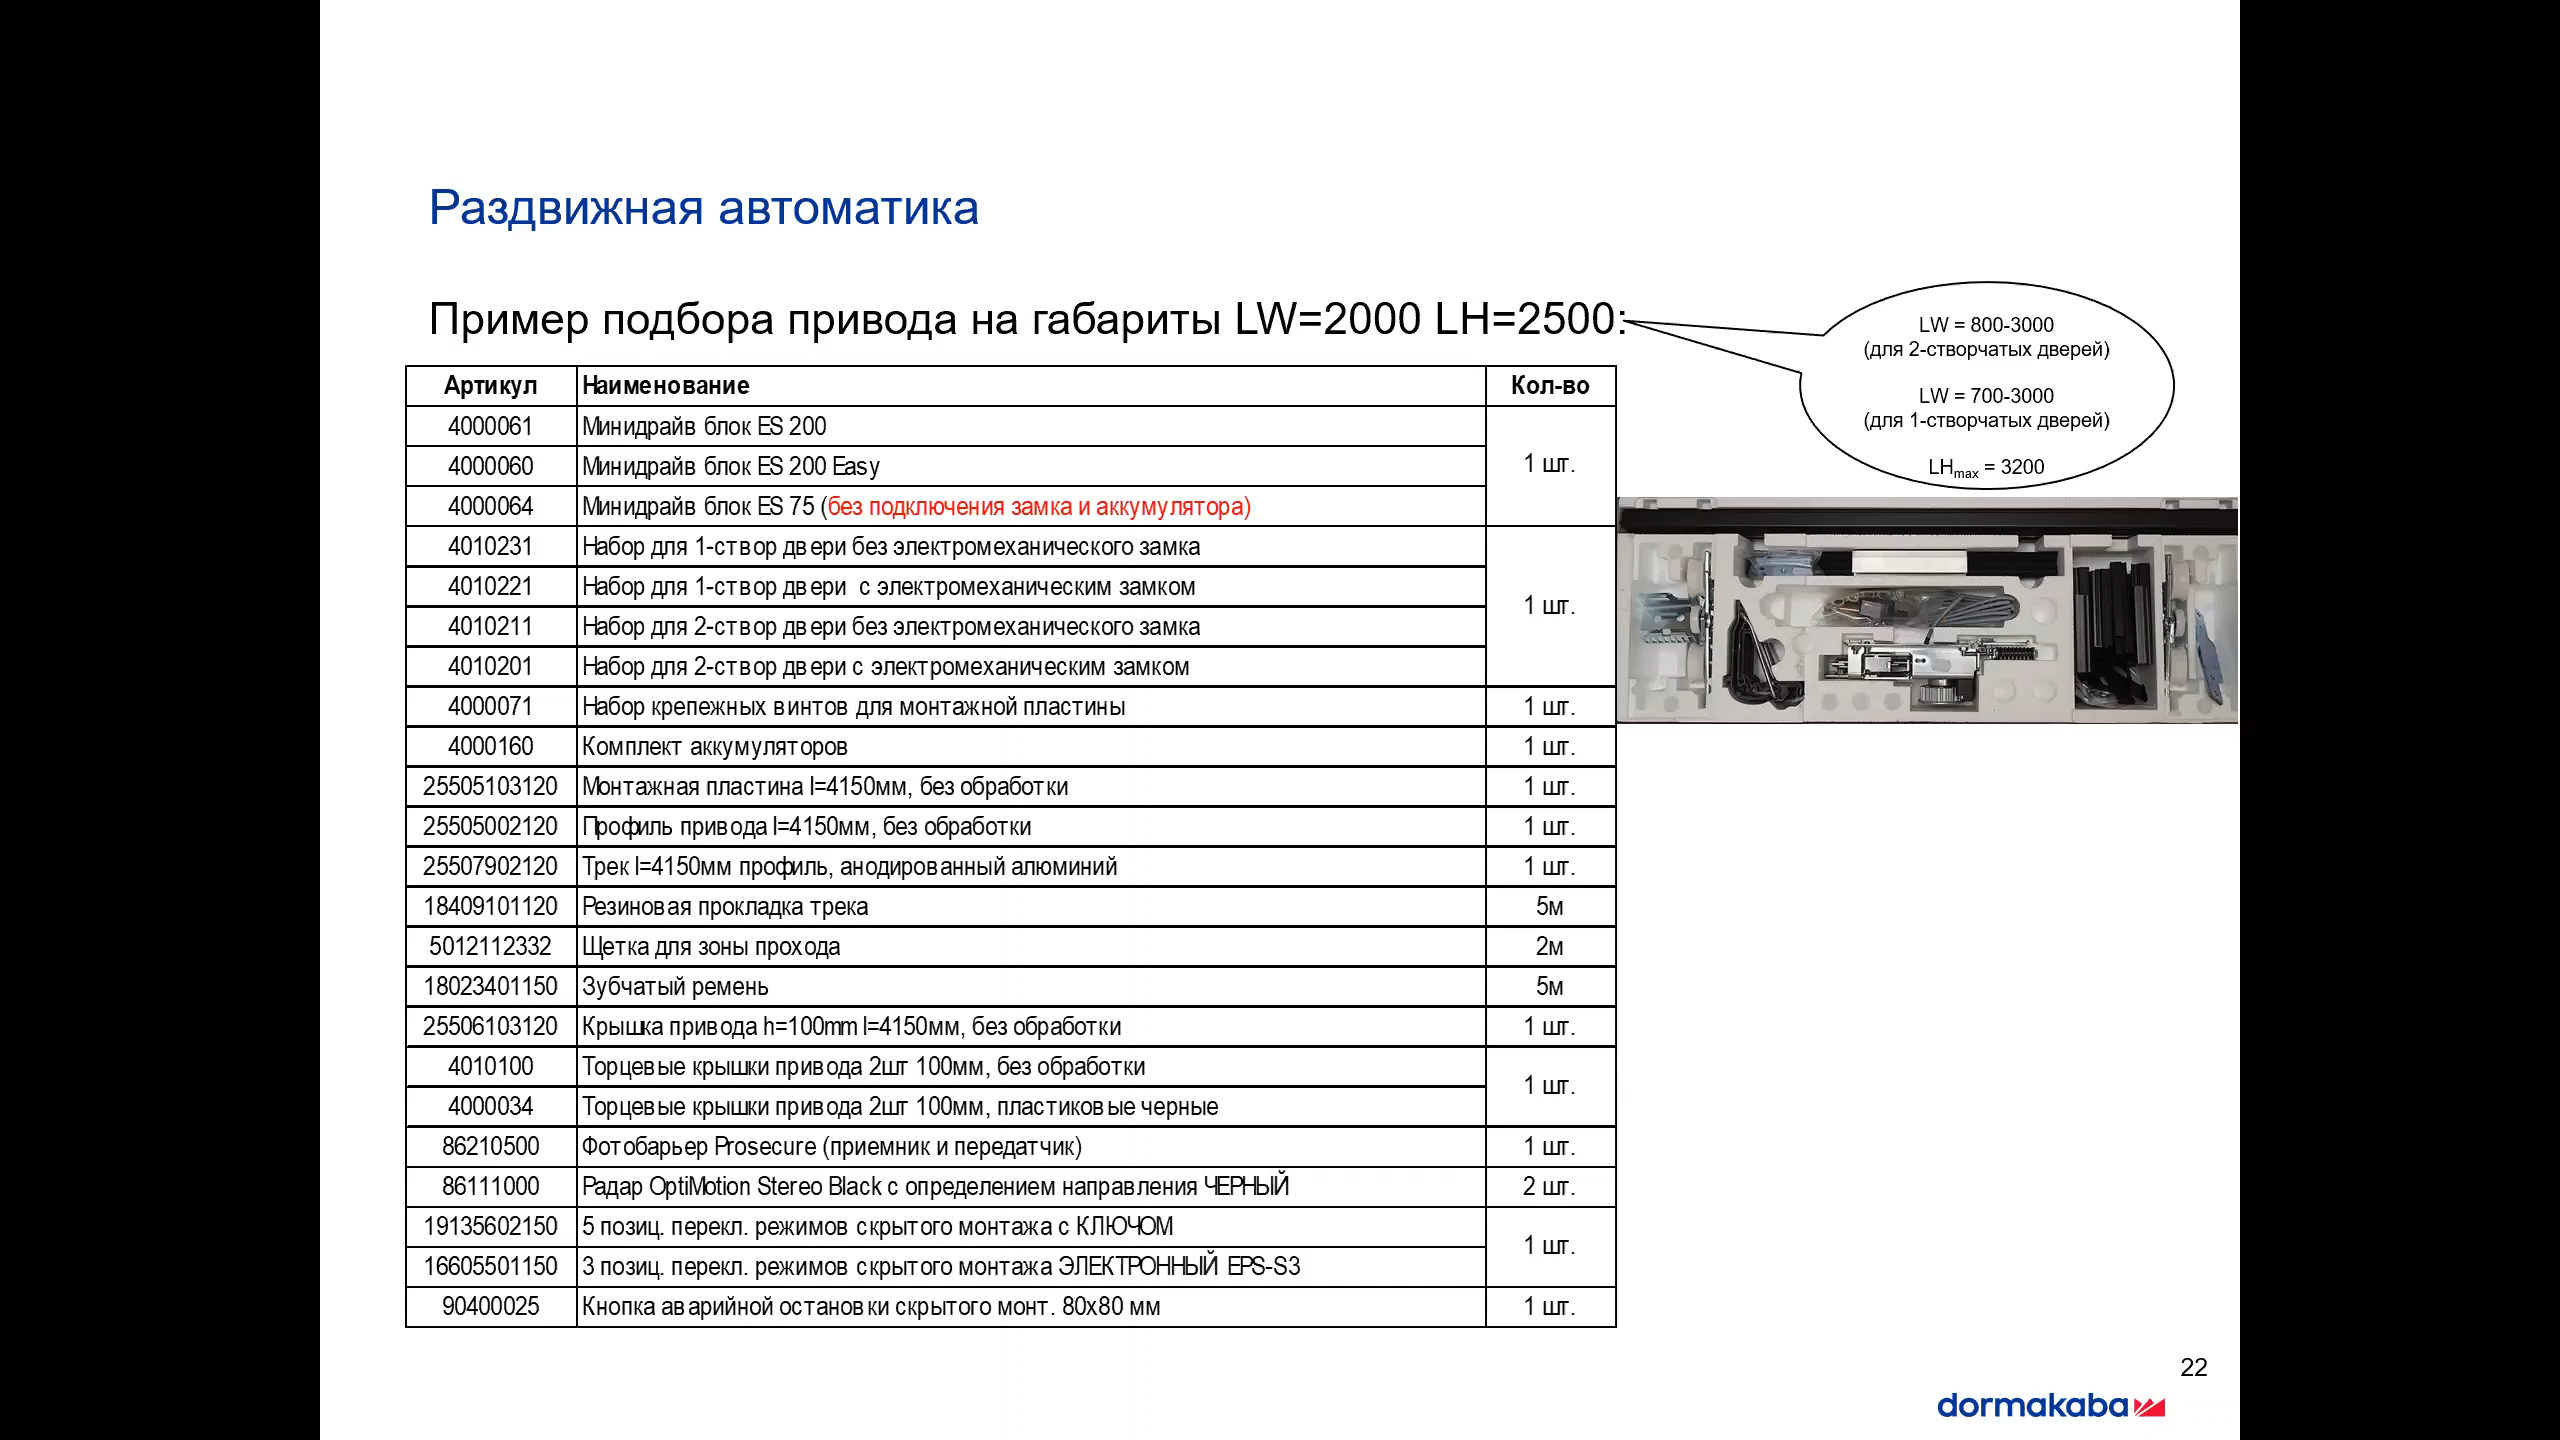 Раздвижная автоматика
Пример подбора привода на габариты LW=2000 LH=2500:
LW = 800-3000
(для 2-створчатых дверей)
LW = 700-3000
(для 1-створчатых дверей)
LHmax = 3200
Артикул Наименование Кол-во
4000061 Минидрайв блок ES 200
4000060 Минидрайв блок ES 200 Easy 1 шт.
4000064 Минидрайв блок ES 75 (без подключения замка и аккумулятора)
4010231 Набор для 1-створ двери без электромеханического замка
4010221 Набор для 1-створ двери с электромеханическим замком 1 шт.
4010211 Набор для 2-створ двери без электромеханического замка
4010201 Набор для 2-створ двери с электромеханическим замком
4000071 Набор крепежных винтов для монтажной пластины 1 шт.
4000160 Комплект аккумуляторов 1 шт.
25505103120 Монтажная пластина l=4150мм, без обработки 1 шт.
25505002120 Профиль привода l=4150мм, без обработки 1 шт.
25507902120 Трек l=4150мм профиль, анодированный алюминий 1 шт.
18409101120 Резиновая прокладка трека 5м
5012112332 Щетка для зоны прохода 2м
18023401150 Зубчатый ремень 5м
25506103120 Крышка привода h=100mm l=4150мм, без обработки 1 шт.
4010100 Торцевые крышки привода 2шт 100мм, без обработки 1 шт.
4000034 Торцевые крышки привода 2шт 100мм, пластиковые черные
86210500 Фотобарьер Prosecure (приемник и передатчик) 1 шт.
86111000 Радар OptiMotion Stereo Black с определением направления ЧЕРНЫЙ 2 шт.
19135602150 5 позиц. перекл. режимов скрытого монтажа с КЛЮЧОМ 1 шт.
16605501150 3 позиц. перекл. режимов скрытого монтажа ЭЛЕКТРОННЫЙ EPS-S3
90400025 Кнопка аварийной остановки скрытого монт. 80х80 мм 1 шт.
22
dormakaba